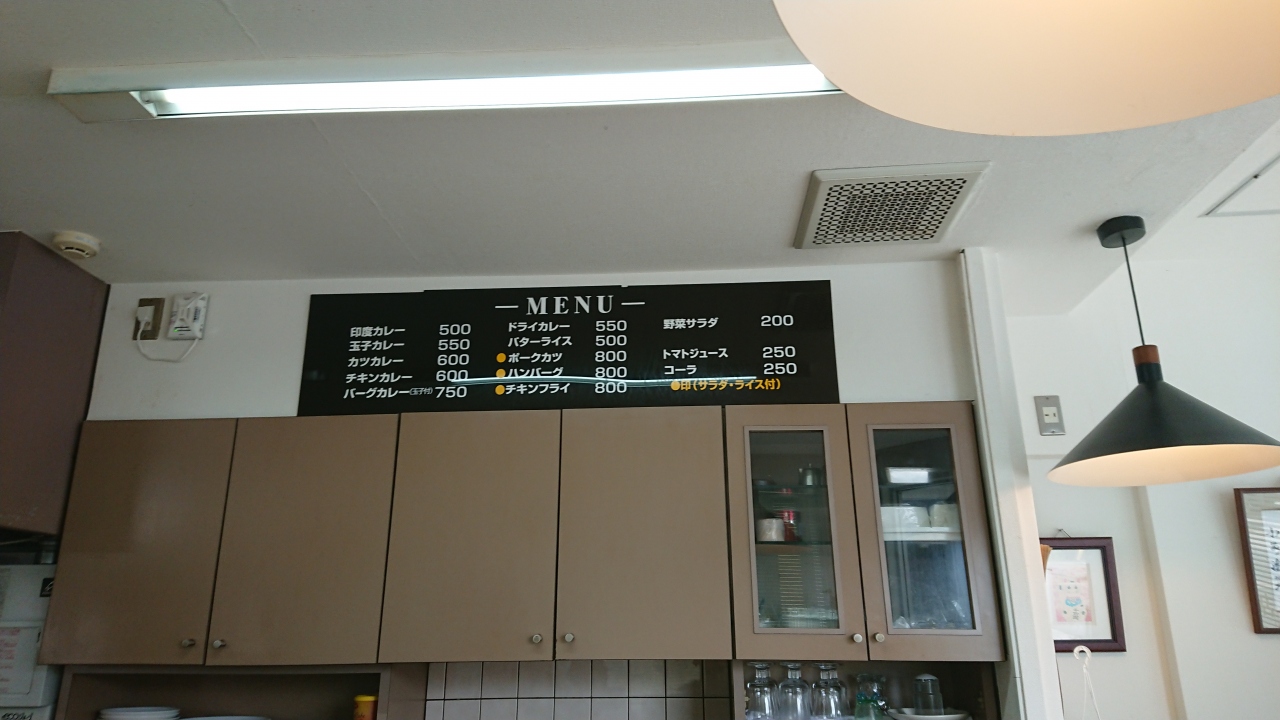 MENU
印度カレー 500
玉子カレー 550
カツカレー 600
チキンカレー 600
バーグカレー(玉子付) 750
ドライカレー 550
バターライス 500
●ポークカツ 800
●ハンバーグ 800
●チキンフライ 800
野菜サラダ 200
トマトジュース 250
コーラ 250
●印(サラダ・ライス付)